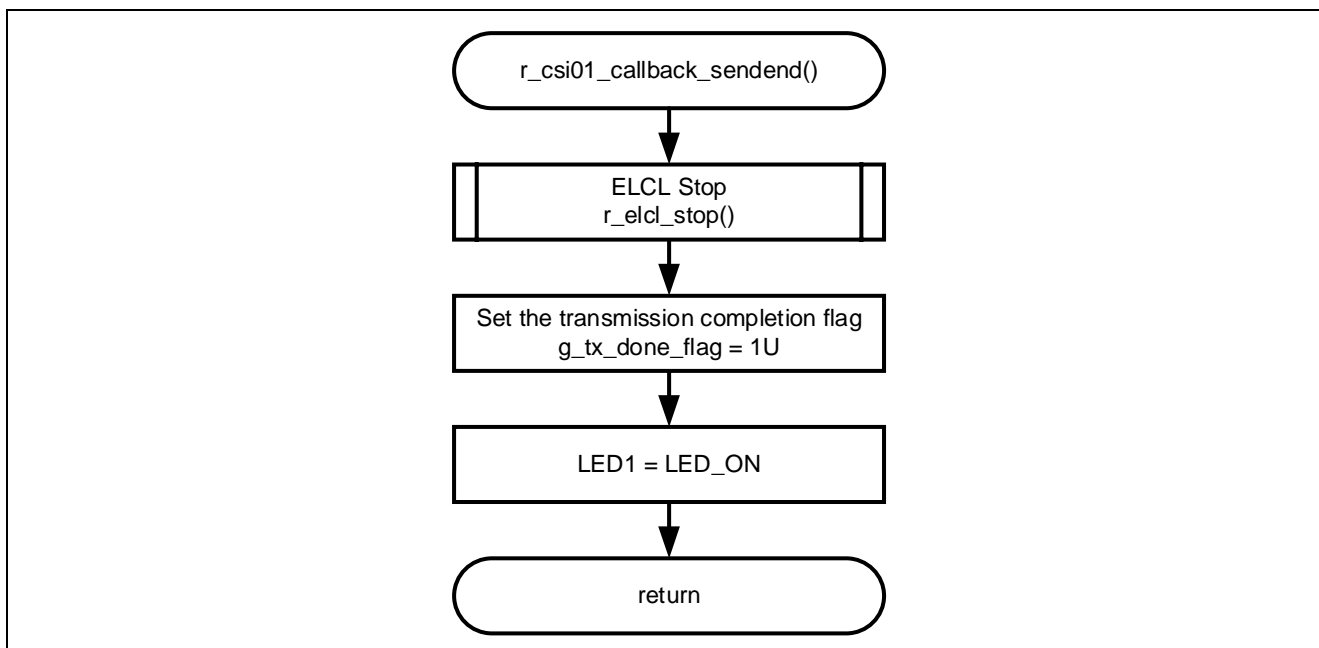 r_csi01_callback_sendend()
ELCL Stop
r_elcl_stop()
Set the transmission completion flag
g_tx_done_flag = 1U
LED1 = LED_ON
return